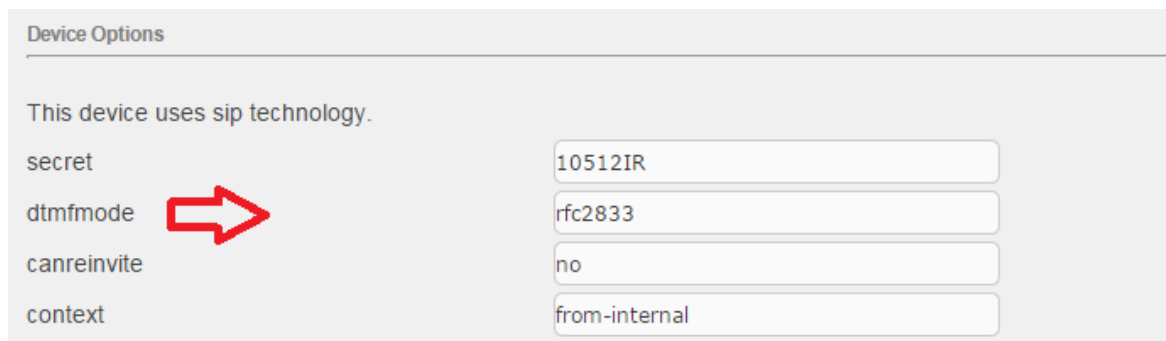 Device Options
This device uses sip technology.
secret 10512IR
dtmfmode rfc2833
canreinvite no
context from-internal